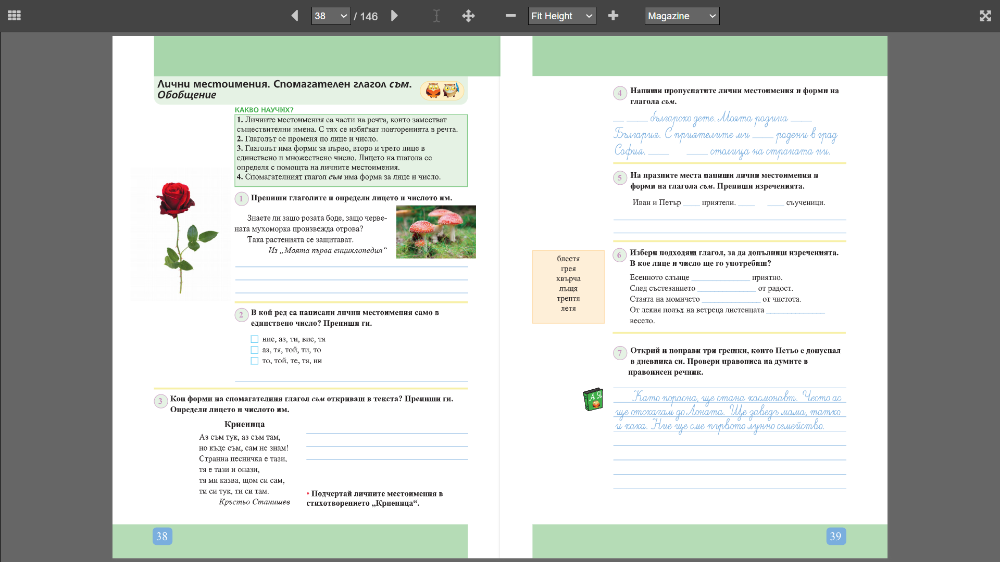 38 / 146 Fit Height Magazine
Лични местоимения. Спомагателен глагол съм.
Обобщение
КАКВО НАУЧИХ?
1. Личните местоимения са части на речта, които заместват
съществителни имена. С тях се избягват повторенията в речта.
2. Глаголът се променя по лице и число.
3. Глаголът има форми за първо, второ и трето лице в
единствено и множествено число. Лицето на глагола се
определя с помощта на личните местоимения.
4. Спомагателният глагол съм има форма за лице и число.
1 Препиши глаголите и определи лицето и числото им.
Знаете ли защо розата боде, защо черве-
ната мухоморка произвежда отрова?
Така растенията се защитават.
Из „Моята първа енциклопедия“
2 В кой ред са написани лични местоимения само в
единствено число? Препиши ги.
ние, аз, ти, вие, тя
аз, тя, той, ти, то
то, той, те, тя, ни
3 Кои форми на спомагателния глагол съм откриваш в текста? Препиши ги.
Определи лицето и числото им.
Криеница
Аз съм тук, аз съм там,
но къде съм, сам не знам!
Странна песничка е тази,
тя е тази и онази,
тя ми казва, щом си сам,
ти си тук, ти си там.
Кръстьо Станишев
• Подчертай личните местоимения в
стихотворението „Криеница“.
38
4 Напиши пропуснатите лични местоимения и форми на
глагола съм.
__ ____ българско дете. Моята родина ____
България. С приятелите ми ____ родени в град
София. ____ ____ столица на страната ни.
5 На празните места напиши лични местоимения и
форми на глагола съм. Препиши изреченията.
Иван и Петър ____ приятели. ____ ____ съученици.
блестя
грея
хвърча
лъщя
трептя
летя
6 Избери подходящ глагол, за да допълниш изреченията.
В кое лице и число ще го употребиш?
Есенното слънце ______________ приятно.
След състезанието ______________ от радост.
Стаята на момичето ______________ от чистота.
От лекия полъх на ветреца листенцата ______________
весело.
7 Открий и поправи три грешки, които Петьо е допуснал
в дневника си. Провери правописа на думите в
правописен речник.
А Я
Като порасна, ще стана космонавт. Често ас
ще отскачам до Лоната. Ще заведъ мама, татко
и кака. Ние ще сме първото лунно семейство.
39